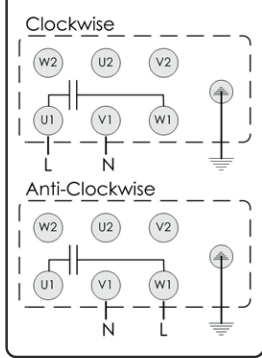 Clockwise
W2 U2 V2
U1 V1 W1
L N
Anti-Clockwise
W2 U2 V2
U1 V1 W1
N L